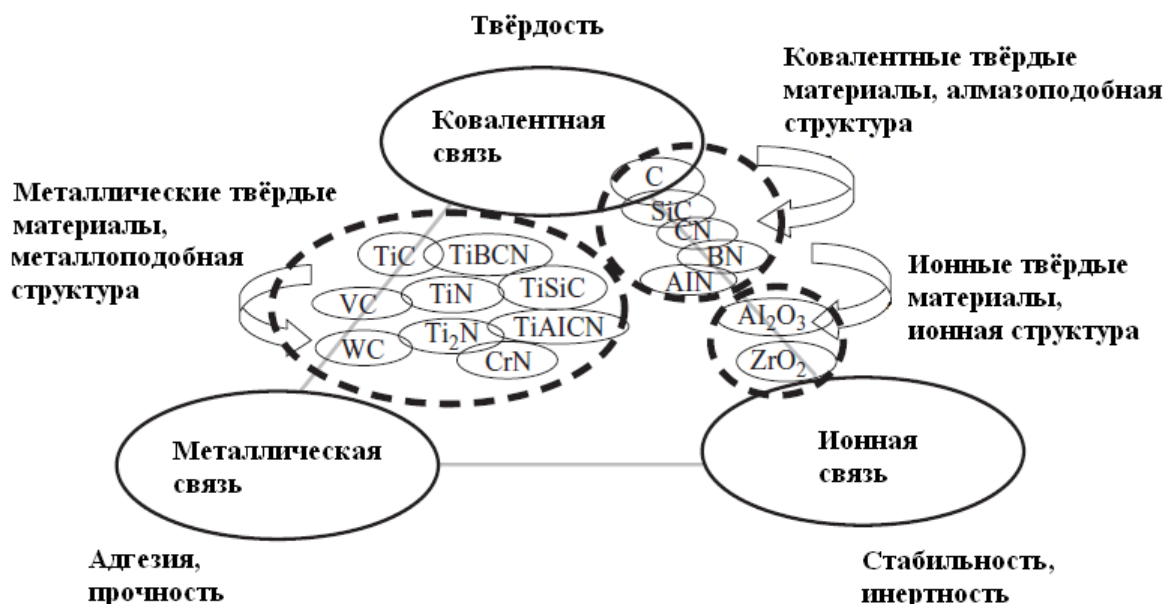 Твёрдость
Ковалентные твёрдые
материалы, алмазоподобная
структура
Ковалентная
связь
Металлические твёрдые
материалы,
металлоподобная
структура
C
SiC
CN
BN
AlN
TiC
TiBCN
TiN
TiSiC
VC
Ti₂N
TiAlCN
WC
CrN
Ионные твёрдые
материалы,
ионная структура
Al₂O₃
ZrO₂
Металлическая
связь
Ионная
связь
Адгезия,
прочность
Стабильность,
инертность